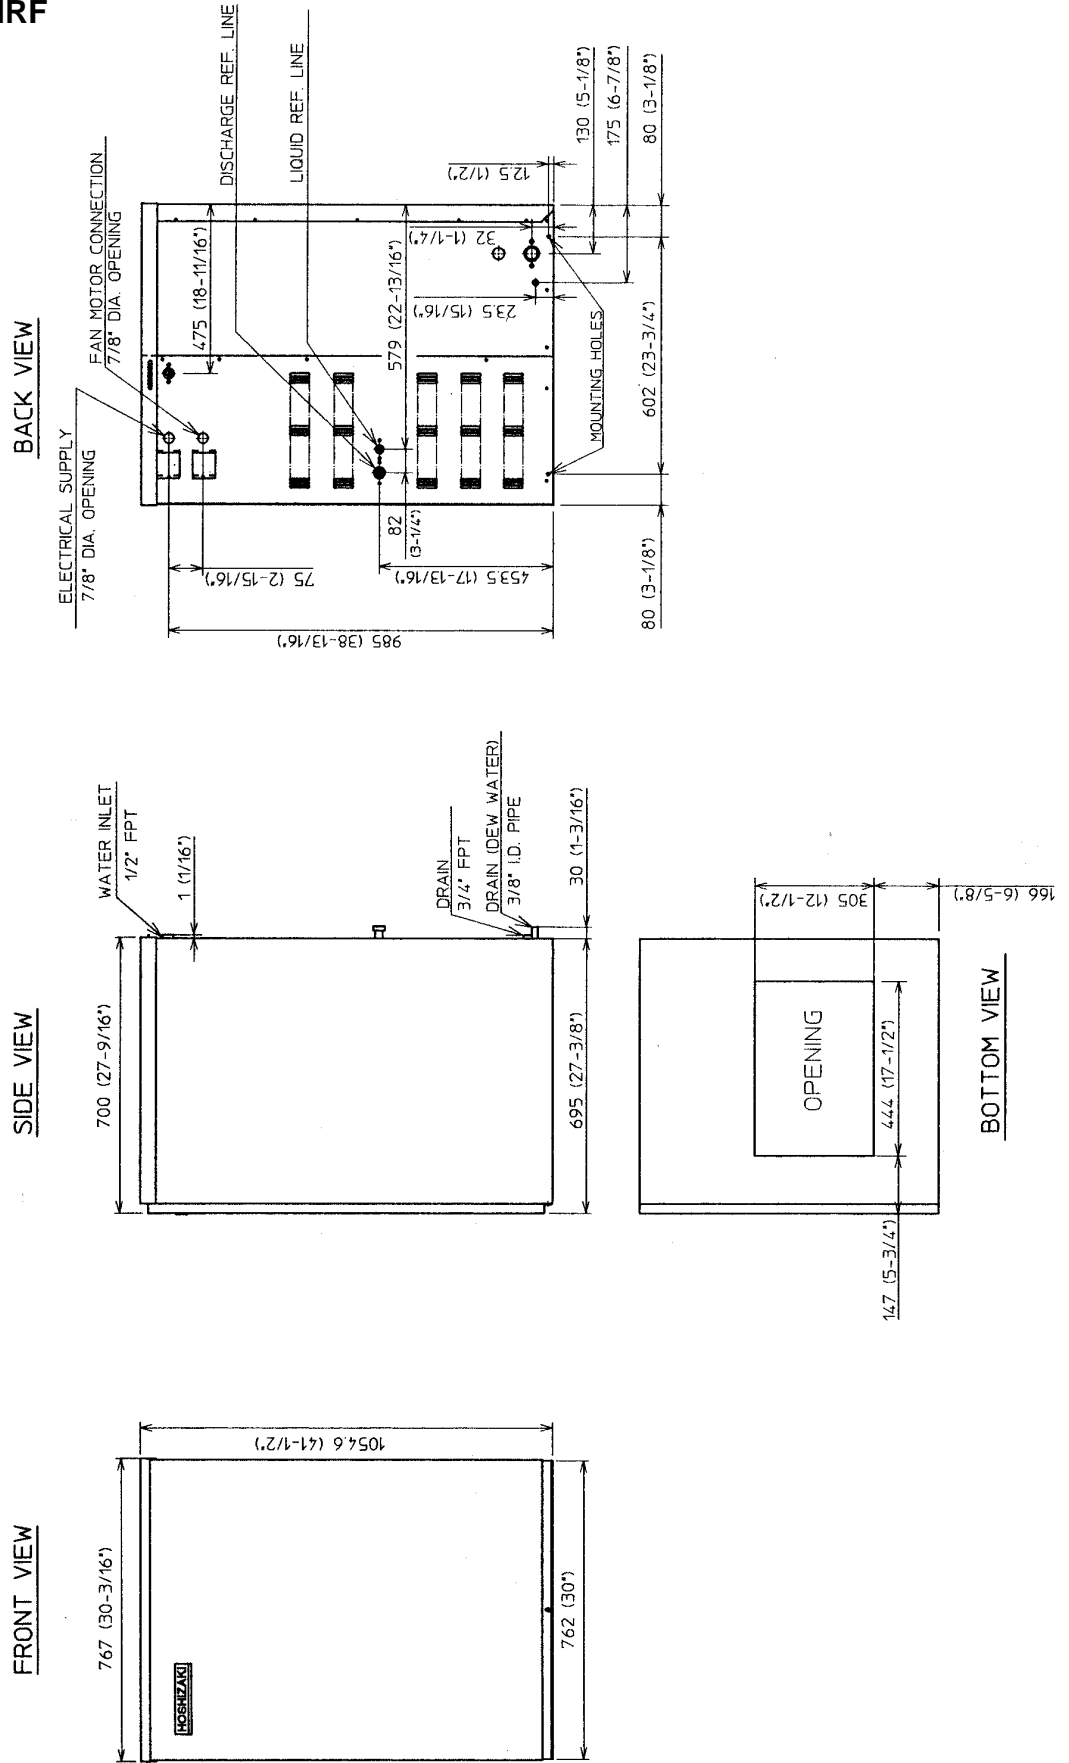 IRF
FRONT VIEW
767 (30-3/16")
HOSHIZAKI
1054.6 (41-1/2")
762 (30")
SIDE VIEW
700 (27-9/16")
WATER INLET
1/2" FPT
1 (1/16")
DRAIN
3/4" FPT
DRAIN (DEW WATER)
3/8" I.D. PIPE
695 (27-3/8")
30 (1-3/16")
OPENING
305 (12-1/2")
166 (6-5/8")
444 (17-1/2")
147 (5-3/4")
BOTTOM VIEW
BACK VIEW
ELECTRICAL SUPPLY
7/8" DIA. OPENING
FAN MOTOR CONNECTION
7/8" DIA. OPENING
475 (18-11/16")
DISCHARGE REF. LINE
LIQUID REF. LINE
75 (2-15/16")
985 (38-13/16")
82
(3-1/4")
453.5 (17-13/16")
579 (22-13/16")
32 (1-1/4")
12.5 (1/2")
23.5 (15/16")
MOUNTING HOLES
130 (5-1/8")
175 (6-7/8")
80 (3-1/8")
602 (23-3/4")
80 (3-1/8")